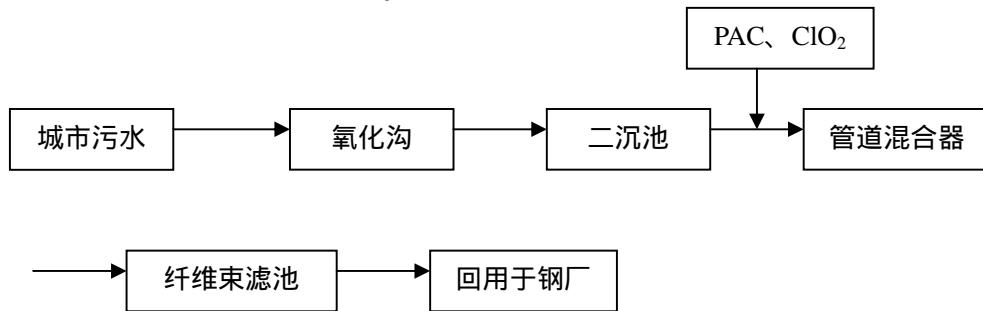 PAC、ClO₂
城市污水
氧化沟
二沉池
管道混合器
纤维束滤池
回用于钢厂